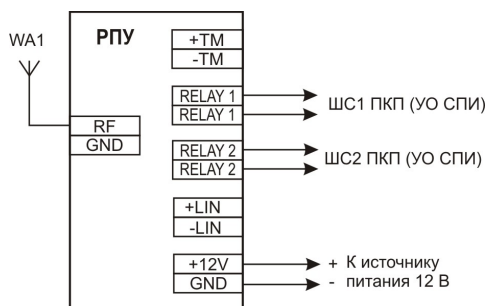 WA1
РПУ
+TM
-TM
RELAY 1
RELAY 1
ШС1 ПКП (УО СПИ)
RF
GND
RELAY 2
RELAY 2
ШС2 ПКП (УО СПИ)
+LIN
-LIN
+12V
+ К источнику
GND
- питания 12 В